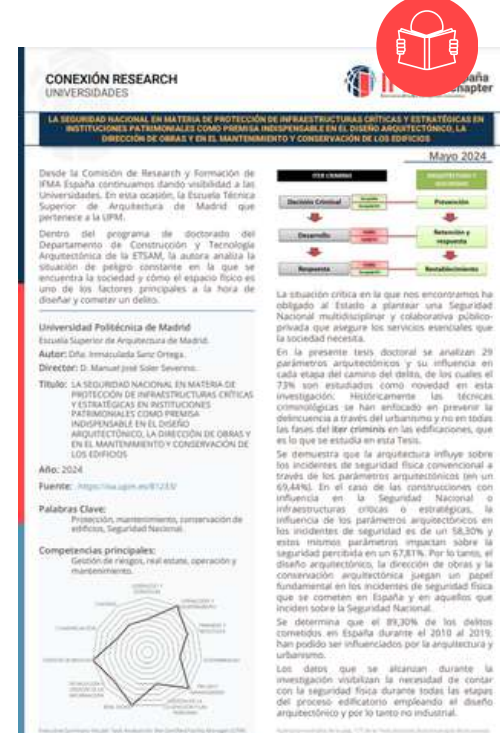 CONEXIÓN RESEARCH
UNIVERSIDADES
LA SEGURIDAD NACIONAL EN MATERIA DE PROTECCIÓN DE INFRAESTRUCTURAS CRÍTICAS Y ESTRATÉGICAS EN
INSTITUCIONES PATRIMONIALES COMO PREMISA INDISPENSABLE EN EL DISEÑO ARQUITECTÓNICO, LA
DIRECCIÓN DE OBRAS Y EN EL MANTENIMIENTO Y CONSERVACIÓN DE LOS EDIFICIOS
Mayo 2024
Desde la Comisión de Research y Formación de
IFMA España continuamos dando visibilidad a las
Universidades. En esta ocasión, la Escuela Técnica
Superior de Arquitectura de Madrid que
pertenece a la UPM.
Dentro del programa de doctorado del
Departamento de Construcción y Tecnología
Arquitectónica de la ETSAM, la autora analiza la
situación de peligro constante en la que se
encuentra la sociedad y cómo el espacio físico es
uno de los factores principales a la hora de
diseñar y cometer un delito.
Universidad Politécnica de Madrid
Escuela Superior de Arquitectura de Madrid.
Autor: Dña. Inmaculada Sanz Ortega.
Director: D. Manuel José Soler Severino.
Título: LA SEGURIDAD NACIONAL EN MATERIA DE
PROTECCIÓN DE INFRAESTRUCTURAS CRÍTICAS
Y ESTRATÉGICAS EN INSTITUCIONES
PATRIMONIALES COMO PREMISA
INDISPENSABLE EN EL DISEÑO
ARQUITECTÓNICO, LA DIRECCIÓN DE OBRAS Y
EN EL MANTENIMIENTO Y CONSERVACIÓN DE
LOS EDIFICIOS
Año: 2024
Fuente: https://oa.upm.es/81233/
Palabras Clave:
Protección, mantenimiento, conservación de
edificios, Seguridad Nacional.
Competencias principales:
Gestión de riesgos, real estate, operación y
mantenimiento.
ITER CRIMINIS
Decisión Criminal
Prevención
Desarrollo
Retención y
respuesta
Respuesta
Restablecimiento
La situación crítica en la que nos encontramos ha
obligado al Estado a plantear una Seguridad
Nacional multidisciplinar y colaborativa público-
privada que asegure los servicios esenciales que
la sociedad necesita.
En la presente tesis doctoral se analizan 29
parámetros arquitectónicos y su influencia en
cada etapa del camino del delito, de los cuales el
73% son estudiados como novedad en esta
investigación. Históricamente las técnicas
criminológicas se han enfocado en prevenir la
delincuencia a través del urbanismo y no en todas
las fases del iter criminis en las edificaciones, que
es lo que se estudia en esta Tesis.
Se demuestra que la arquitectura influye sobre
los incidentes de seguridad física convencional a
través de los parámetros arquitectónicos (en un
69,44%). En el caso de las construcciones con
influencia en la Seguridad Nacional o
infraestructuras críticas o estratégicas, la
influencia de los parámetros arquitectónicos en
los incidentes de seguridad es de un 58,30% y
estos mismos parámetros impactan sobre la
seguridad percibida en un 67,81%. Por lo tanto, el
diseño arquitectónico, la dirección de obras y la
conservación arquitectónica juegan un papel
fundamental en los incidentes de seguridad física
que se cometen en España y en aquellos que
inciden sobre la Seguridad Nacional.
Se determina que el 89,30% de los delitos
cometidos en España durante el 2010 al 2019,
han podido ser influenciados por la arquitectura y
urbanismo.
Los datos que se alcanzan durante la
investigación visibilizan la necesidad de contar
con la seguridad física durante todas las etapas
del proceso edificatorio empleando el diseño
arquitectónico y por lo tanto no industrial.